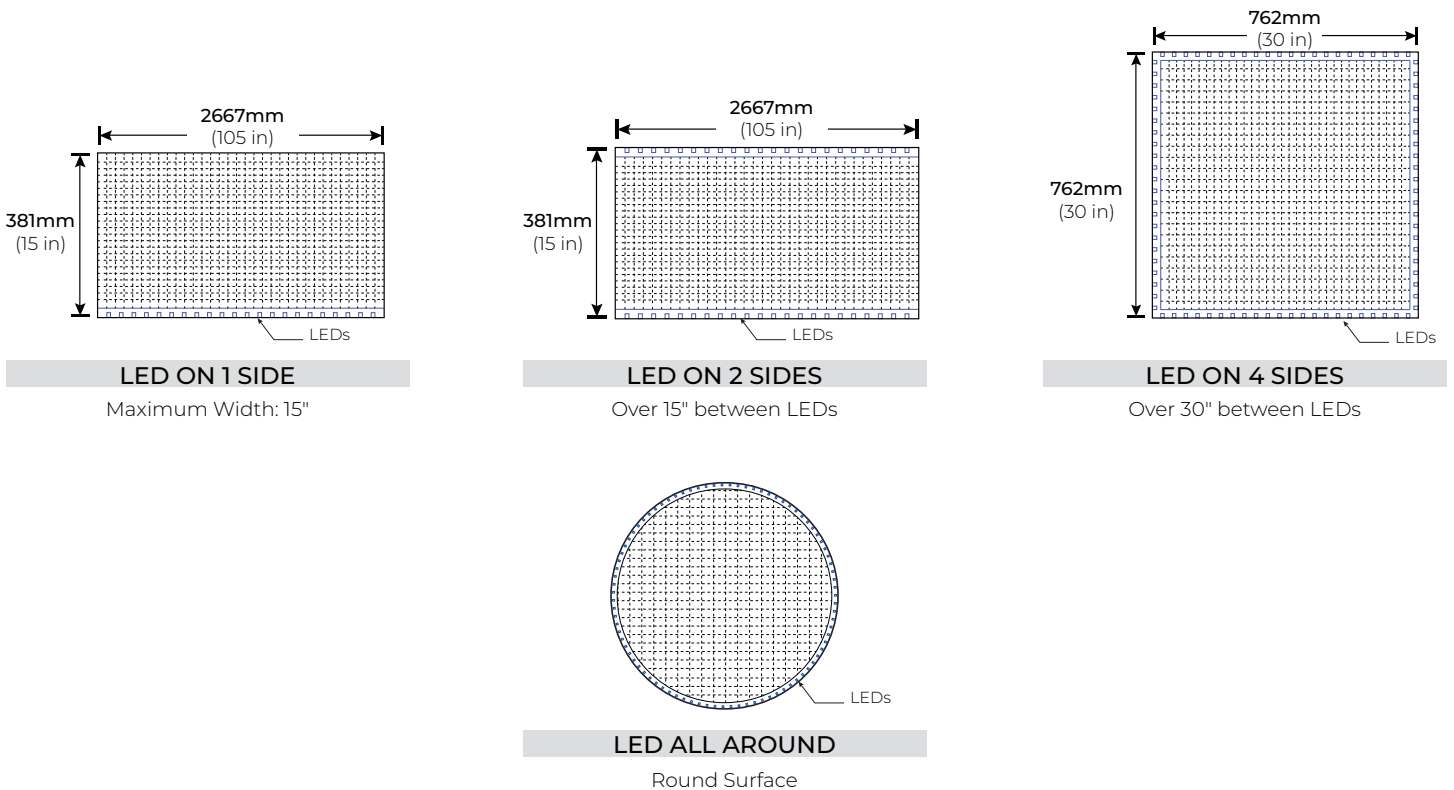 2667mm
(105 in)
381mm
(15 in)
LEDs
LED ON 1 SIDE
Maximum Width: 15"
2667mm
(105 in)
381mm
(15 in)
LEDs
LED ON 2 SIDES
Over 15" between LEDs
762mm
(30 in)
762mm
(30 in)
LEDs
LED ON 4 SIDES
Over 30" between LEDs
LEDs
LED ALL AROUND
Round Surface